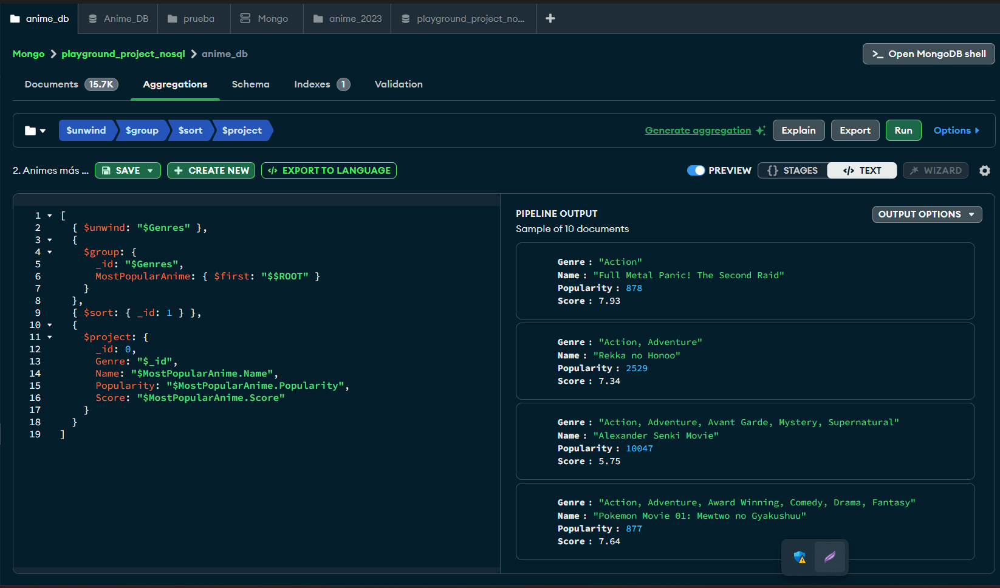 anime_db Anime_DB prueba Mongo anime_2023 playground_project_no...
Mongo playground_project_nosql anime_db
>_ Open MongoDB shell
Documents 15.7K Aggregations Schema Indexes 1 Validation
$unwind $group $sort $project Generate aggregation Explain Export Run Options
2. Animes más ... SAVE CREATE NEW </> EXPORT TO LANGUAGE PREVIEW {} STAGES </> TEXT WIZARD
1 [
2 { $unwind: "$Genres" },
3 {
4 $group: {
5 _id: "$Genres",
6 MostPopularAnime: { $first: "$$ROOT" }
7 }
8 },
9 { $sort: { _id: 1 } },
10 {
11 $project: {
12 _id: 0,
13 Genre: "$_id",
14 Name: "$MostPopularAnime.Name",
15 Popularity: "$MostPopularAnime.Popularity",
16 Score: "$MostPopularAnime.Score"
17 }
18 }
19 ]
PIPELINE OUTPUT
Sample of 10 documents
OUTPUT OPTIONS
Genre : "Action"
Name : "Full Metal Panic! The Second Raid"
Popularity : 878
Score : 7.93
Genre : "Action, Adventure"
Name : "Rekka no Honoo"
Popularity : 2529
Score : 7.34
Genre : "Action, Adventure, Avant Garde, Mystery, Supernatural"
Name : "Alexander Senki Movie"
Popularity : 10047
Score : 5.75
Genre : "Action, Adventure, Award Winning, Comedy, Drama, Fantasy"
Name : "Pokemon Movie 01: Mewtwo no Gyakushuu"
Popularity : 877
Score : 7.64